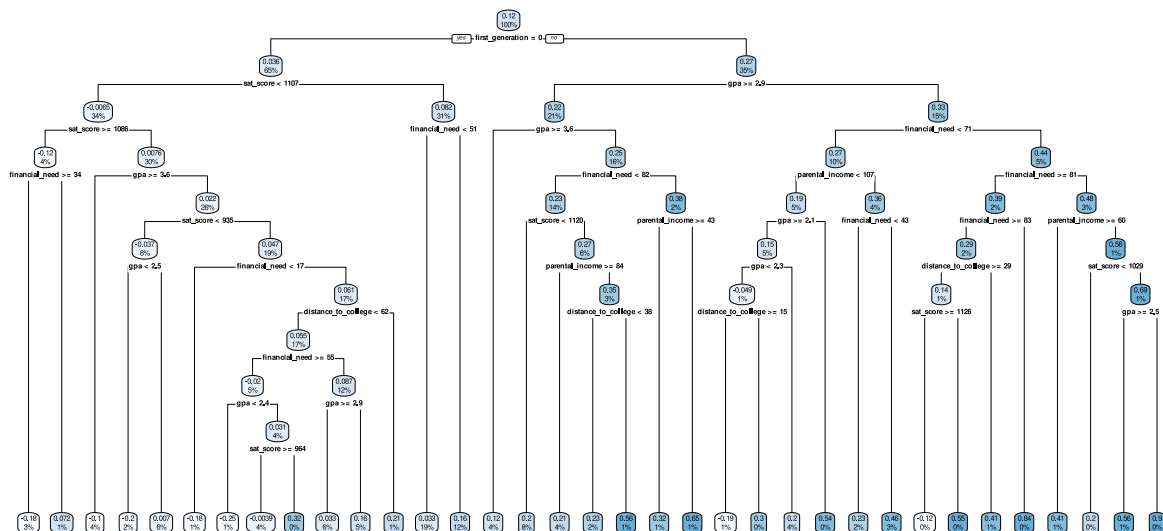 0.12
100%
yes first_generation = 0 no
0.036 0.27
65% 35%
sat_score < 1107 gpa >= 2.9
-0.0065 0.082 0.22 0.33
34% 31% 21% 15%
sat_score >= 1086 financial_need < 51 gpa >= 3.6 financial_need < 71
-0.12 0.0076 0.25 0.27 0.44
4% 30% 16% 10% 5%
financial_need >= 34 gpa >= 3.6 financial_need < 82 parental_income < 107 financial_need >= 81
0.022 0.23 0.38 0.19 0.36 0.39 0.48
26% 14% 2% 5% 4% 2% 3%
sat_score < 935 sat_score < 1120 parental_income >= 43 gpa >= 2.1 financial_need < 43 financial_need >= 83 parental_income >= 60
-0.037 0.047 0.27 0.15 0.29 0.56
8% 19% 6% 5% 2% 1%
gpa < 2.5 financial_need < 17 parental_income >= 84 gpa < 2.3 distance_to_college >= 29 sat_score < 1029
0.061 0.35 -0.049 0.14 0.69
17% 3% 1% 1% 1%
distance_to_college < 62 distance_to_college < 38 distance_to_college >= 15 sat_score >= 1126 gpa >= 2.5
0.055
17%
financial_need >= 55
-0.02 0.087
5% 12%
gpa < 2.4 gpa >= 2.9
0.031
4%
sat_score >= 964
-0.18 0.072 -0.1 -0.2 0.007 -0.18 -0.25 -0.0039 0.32 0.033 0.16 0.21 0.033 0.16 0.12 0.2 0.21 0.23 0.56 0.32 0.65 -0.19 0.3 0.2 0.54 0.23 0.46 -0.12 0.55 0.41 0.84 0.41 0.2 0.56 0.9
3% 1% 4% 2% 6% 1% 1% 4% 0% 6% 5% 1% 19% 12% 4% 8% 4% 2% 1% 1% 1% 1% 0% 4% 0% 2% 3% 0% 0% 1% 0% 1% 0% 1% 0%